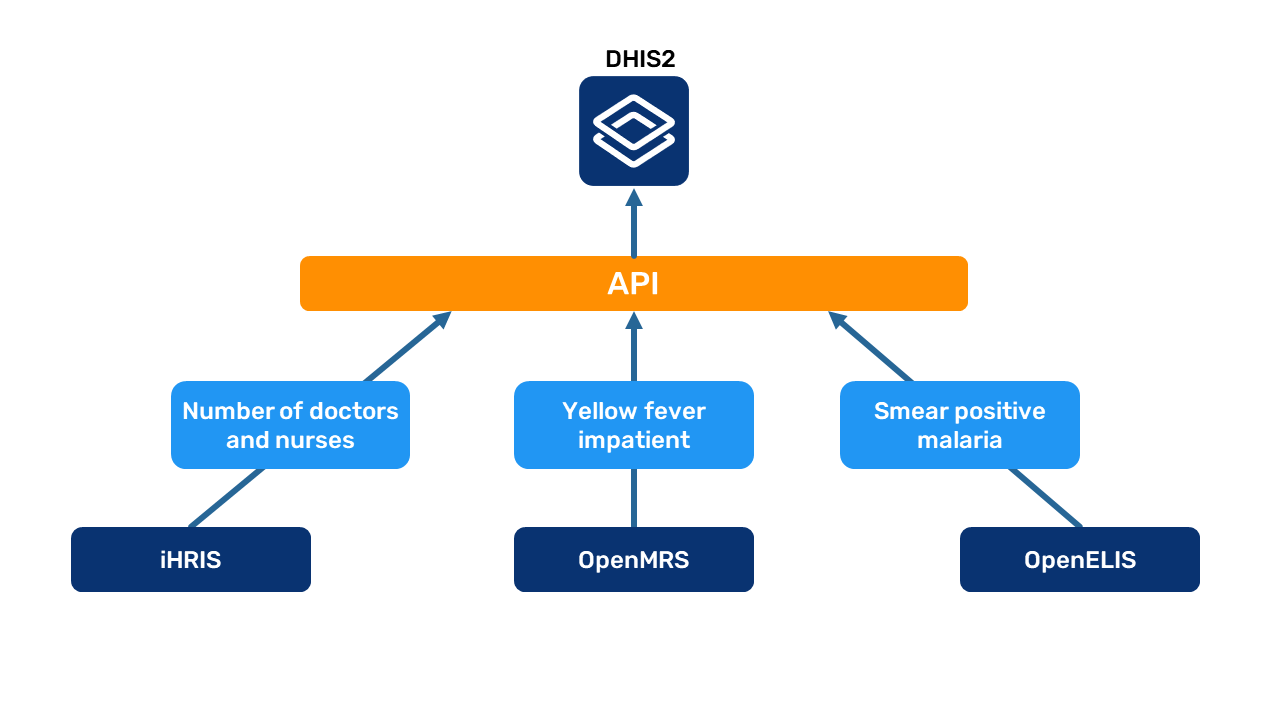 DHIS2
API
Number of doctors
and nurses
Yellow fever
impatient
Smear positive
malaria
iHRIS
OpenMRS
OpenELIS